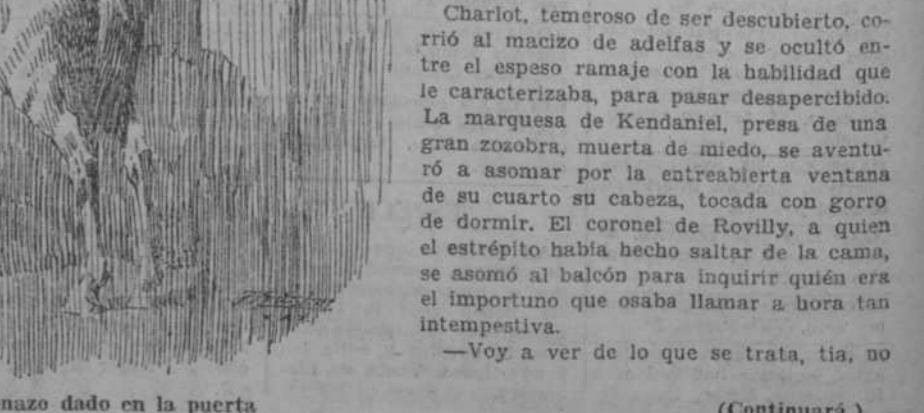 Charlot, temeroso de ser descubierto, co-
rrió al macizo de adelfas y se ocultó en-
tre el espeso ramaje con la habilidad que
le caracterizaba, para pasar desapercibido.
La marquesa de Kendaniel, presa de una
gran zozobra, muerta de miedo, se aventu-
ró a asomar por la entreabierta ventana
de su cuarto su cabeza, tocada con gorro
de dormir. El coronel de Rovilly, a quien
el estrépito había hecho saltar de la cama,
se asomó al balcón para inquirir quién era
el importuno que osaba llamar a hora tan
intempestiva.
—Voy a ver de lo que se trata, tia, no
nazo dado en la puerta
(Continuará.)